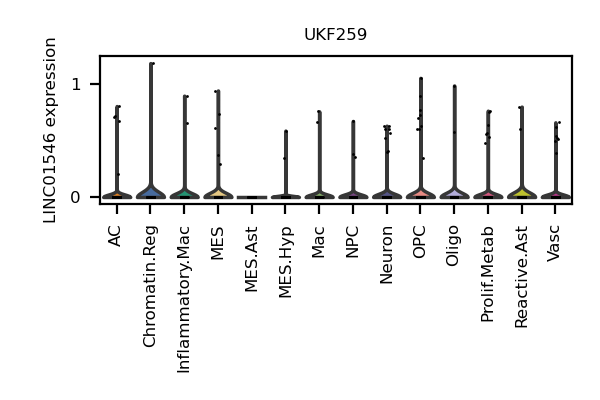 UKF259
LINC01546 expression
1
0
AC
Chromatin.Reg
Inflammatory.Mac
MES
MES.Ast
MES.Hyp
Mac
NPC
Neuron
OPC
Oligo
Prolif.Metab
Reactive.Ast
Vasc